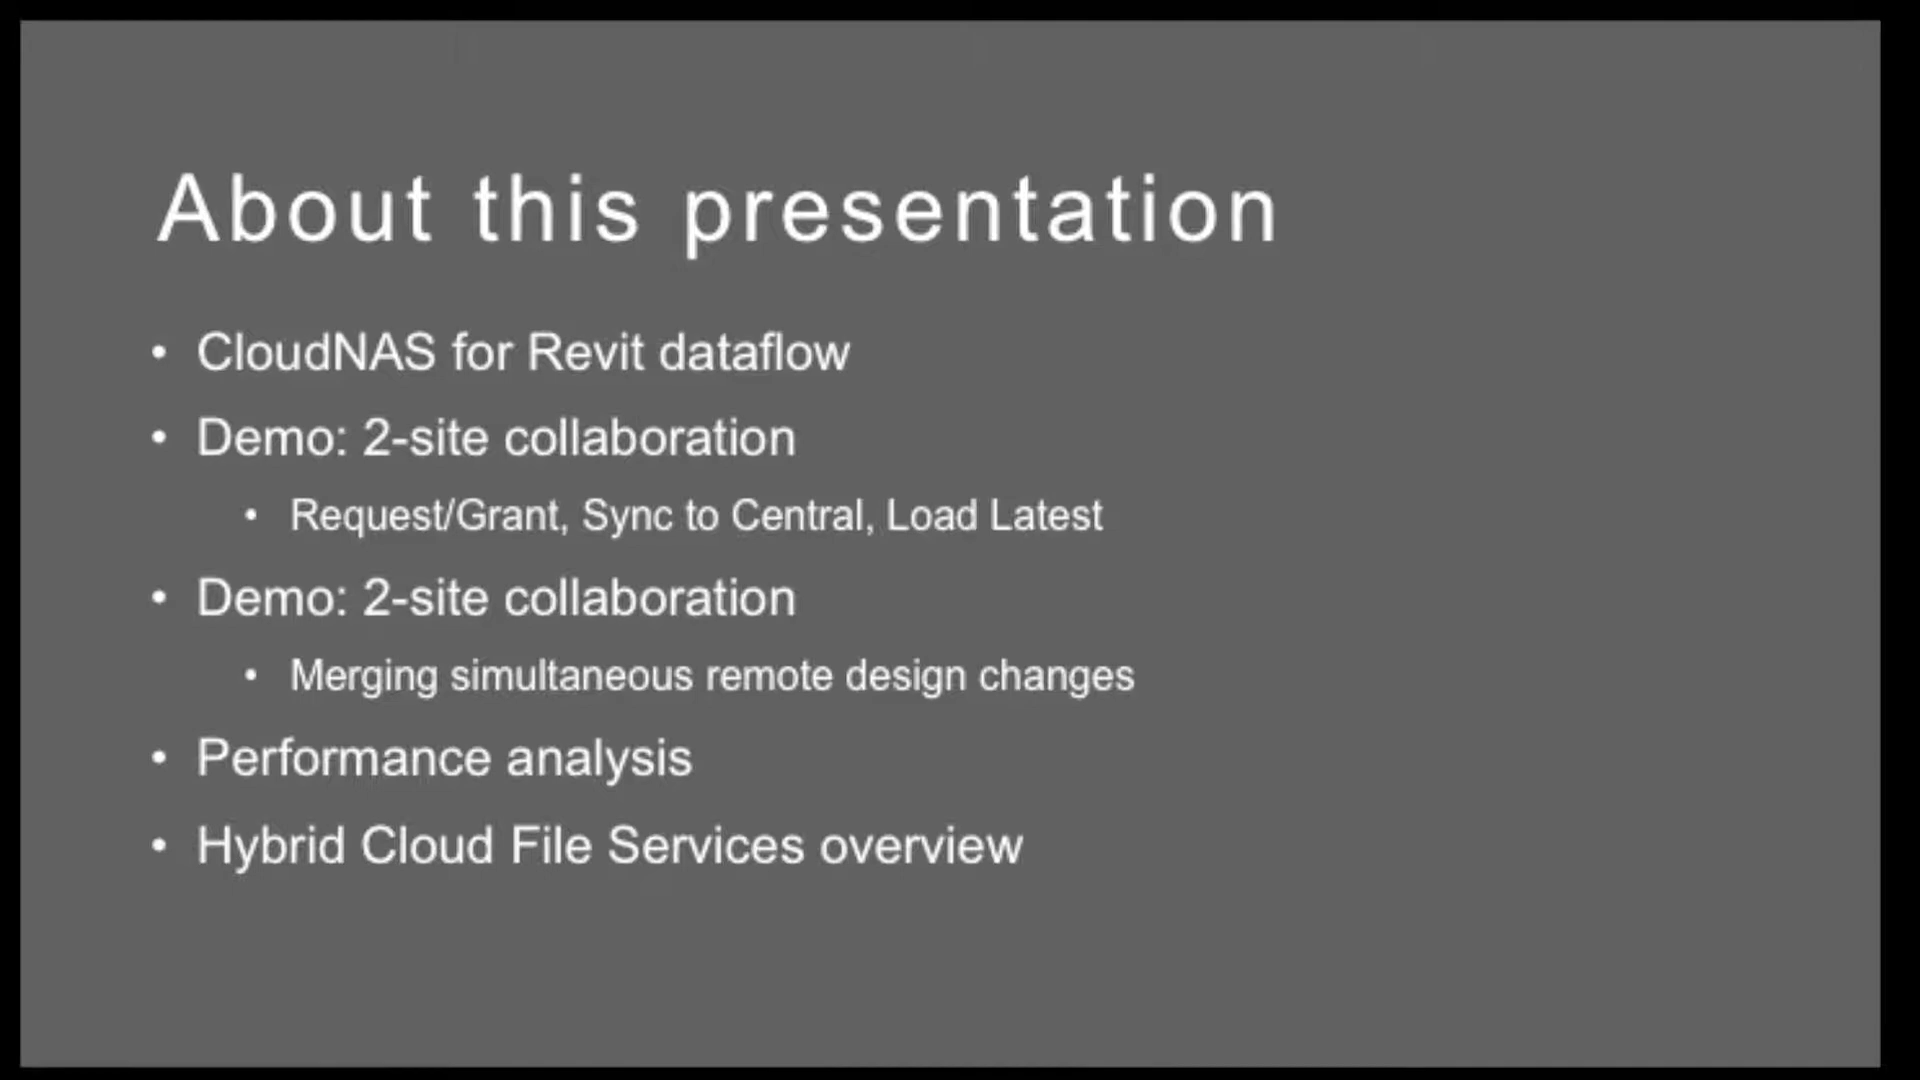 About this presentation
• CloudNAS for Revit dataflow
• Demo: 2-site collaboration
• Request/Grant, Sync to Central, Load Latest
• Demo: 2-site collaboration
• Merging simultaneous remote design changes
• Performance analysis
• Hybrid Cloud File Services overview